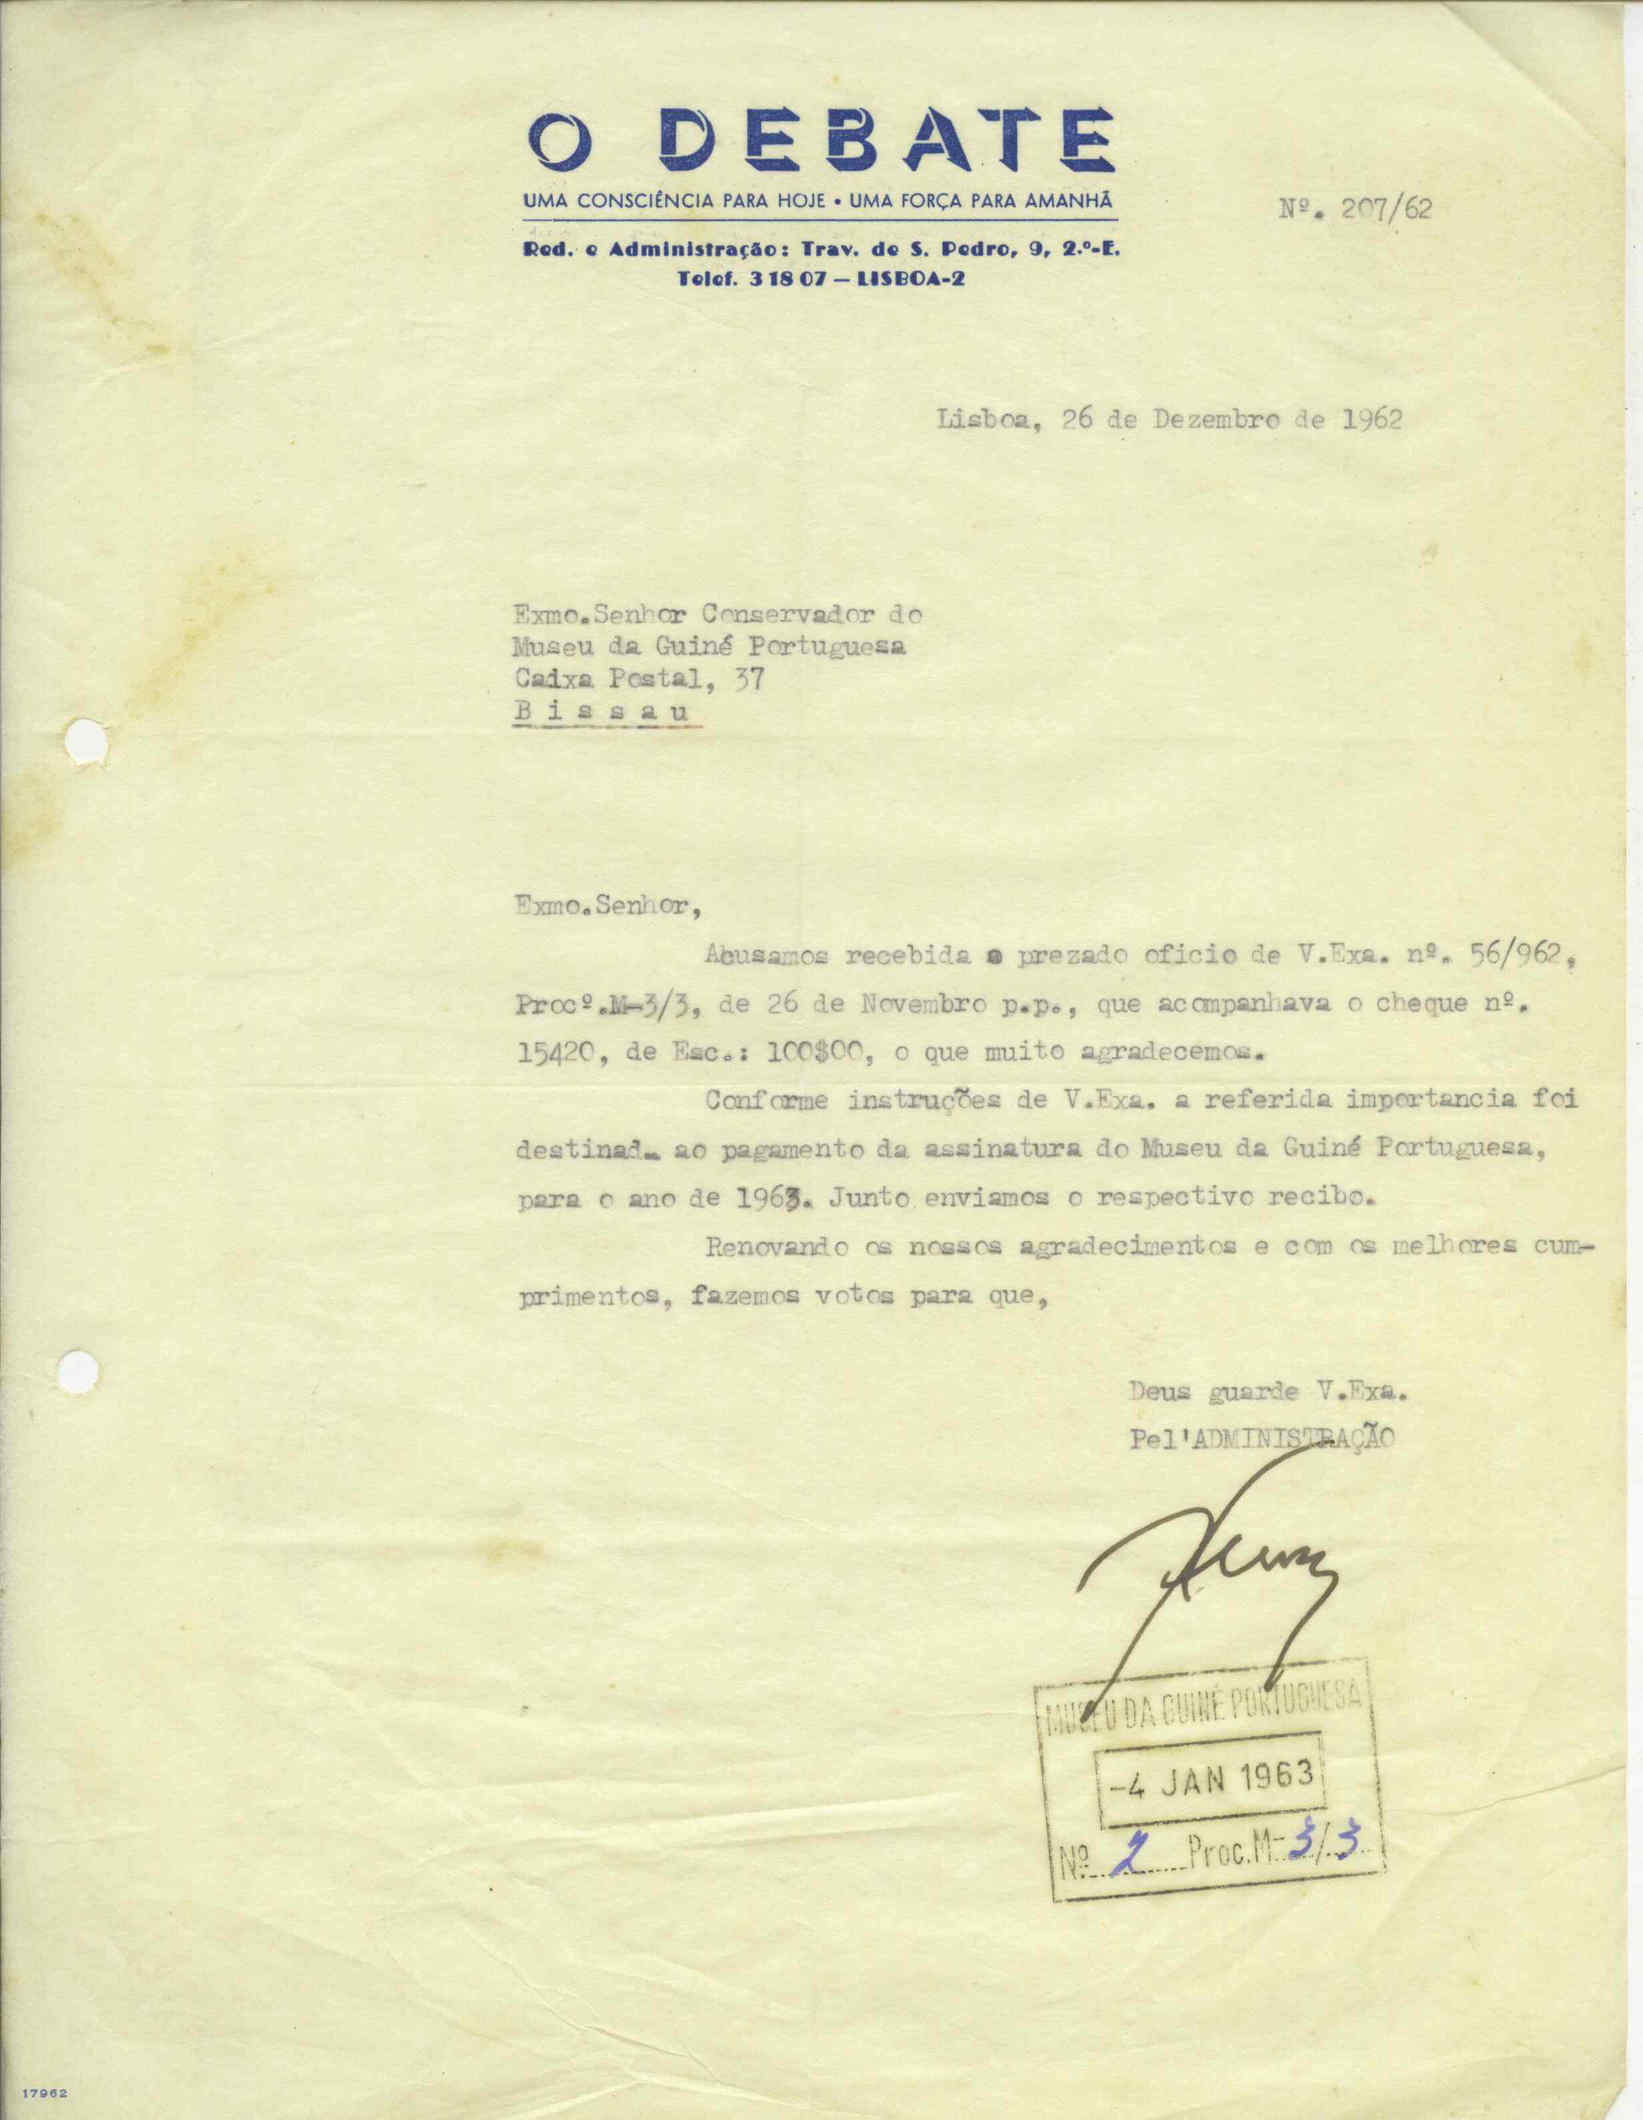 O DEBATE
UMA CONSCIÊNCIA PARA HOJE • UMA FORÇA PARA AMANHÃ
Nº. 207/62
Red. e Administração: Trav. de S. Pedro, 9, 2.º-E.
Telef. 3 18 07 — LISBOA-2
Lisboa, 26 de Dezembro de 1962
Exmo.Senhor Conservador do
Museu da Guiné Portuguesa
Caixa Postal, 37
B i s s a u
Exmo.Senhor,
Acusamos recebida o prezado oficio de V.Exa. nº. 56/962,
Procº.M-3/3, de 26 de Novembro p.p., que acompanhava o cheque nº.
15420, de Esc.: 100$00, o que muito agradecemos.
Conforme instruções de V.Exa. a referida importancia foi
destinad_ ao pagamento da assinatura do Museu da Guiné Portuguesa,
para o ano de 1963. Junto enviamos o respectivo recibo.
Renovando os nossos agradecimentos e com os melhores cum-
primentos, fazemos votos para que,
Deus guarde V.Exa.
Pel'ADMINISTRAÇÃO
MUSEU DA GUINÉ PORTUGUESA
-4 JAN 1963
Nº 2 Proc.M-3/3
17962